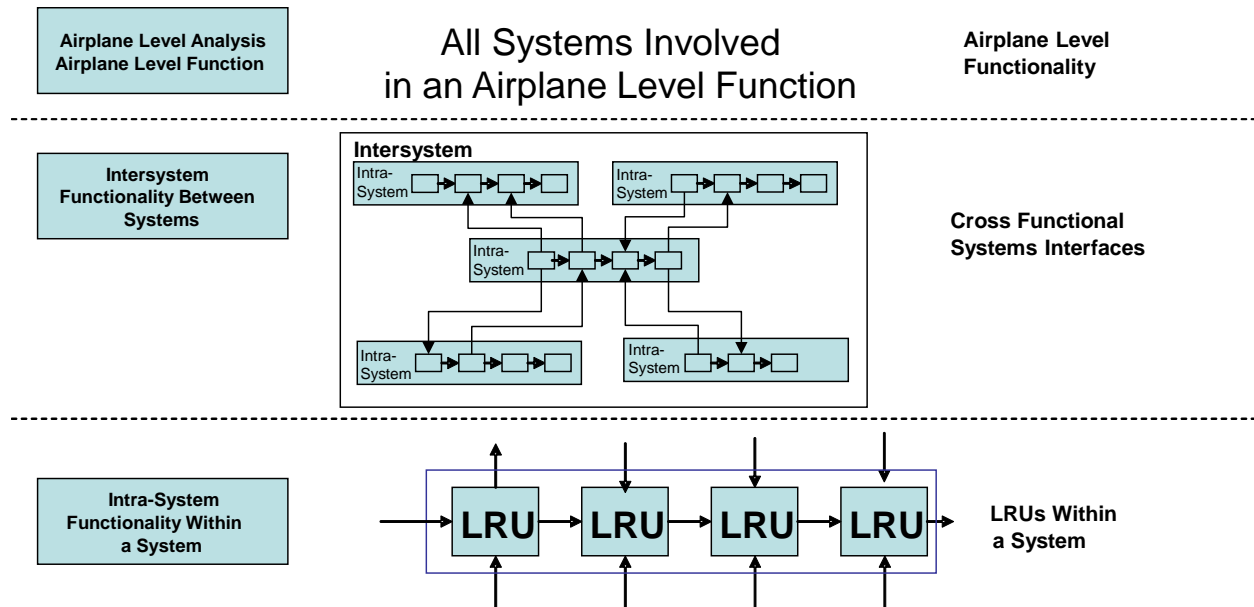 Airplane Level Analysis
Airplane Level Function
All Systems Involved
in an Airplane Level Function
Airplane Level
Functionality
Intersystem
Functionality Between
Systems
Intersystem
Intra-
System
Intra-
System
Intra-
System
Intra-
System
Intra-
System
Cross Functional
Systems Interfaces
Intra-System
Functionality Within
a System
LRU
LRU
LRU
LRU
LRUs Within
a System